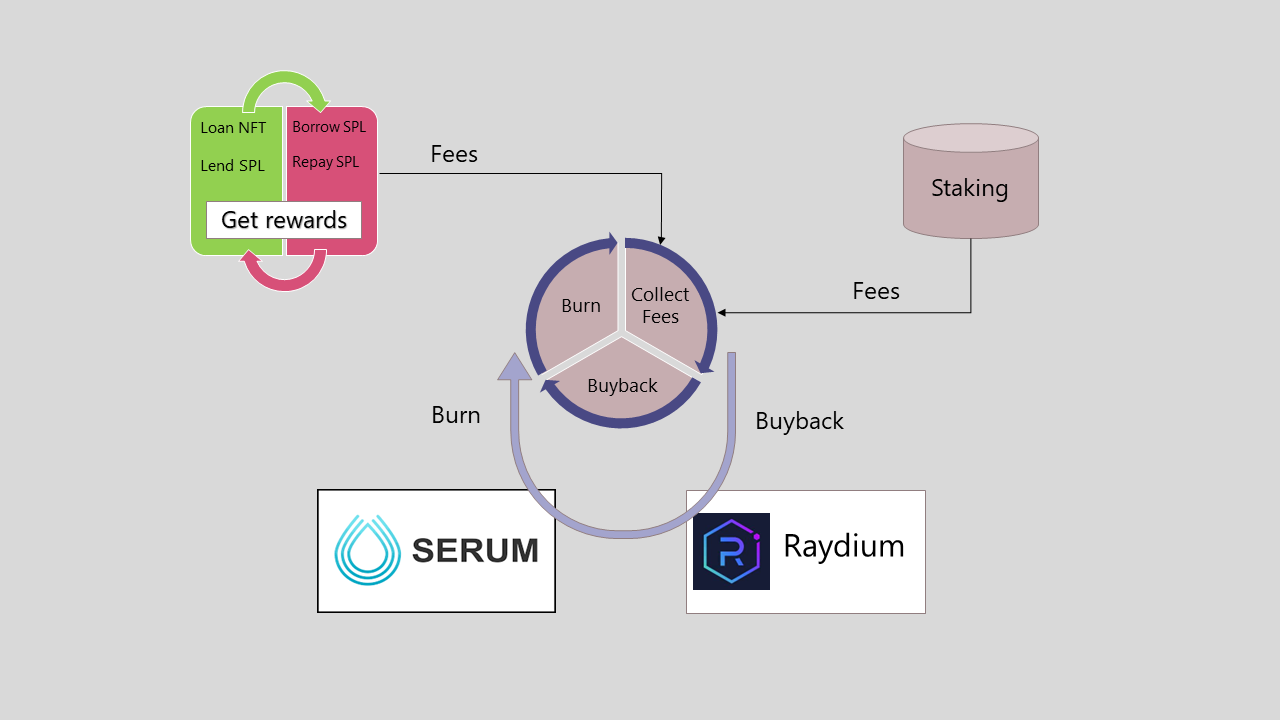 Loan NFT
Borrow SPL
Lend SPL
Repay SPL
Get rewards
Fees
Staking
Fees
Burn
Collect
Fees
Buyback
Burn
Buyback
SERUM
Raydium